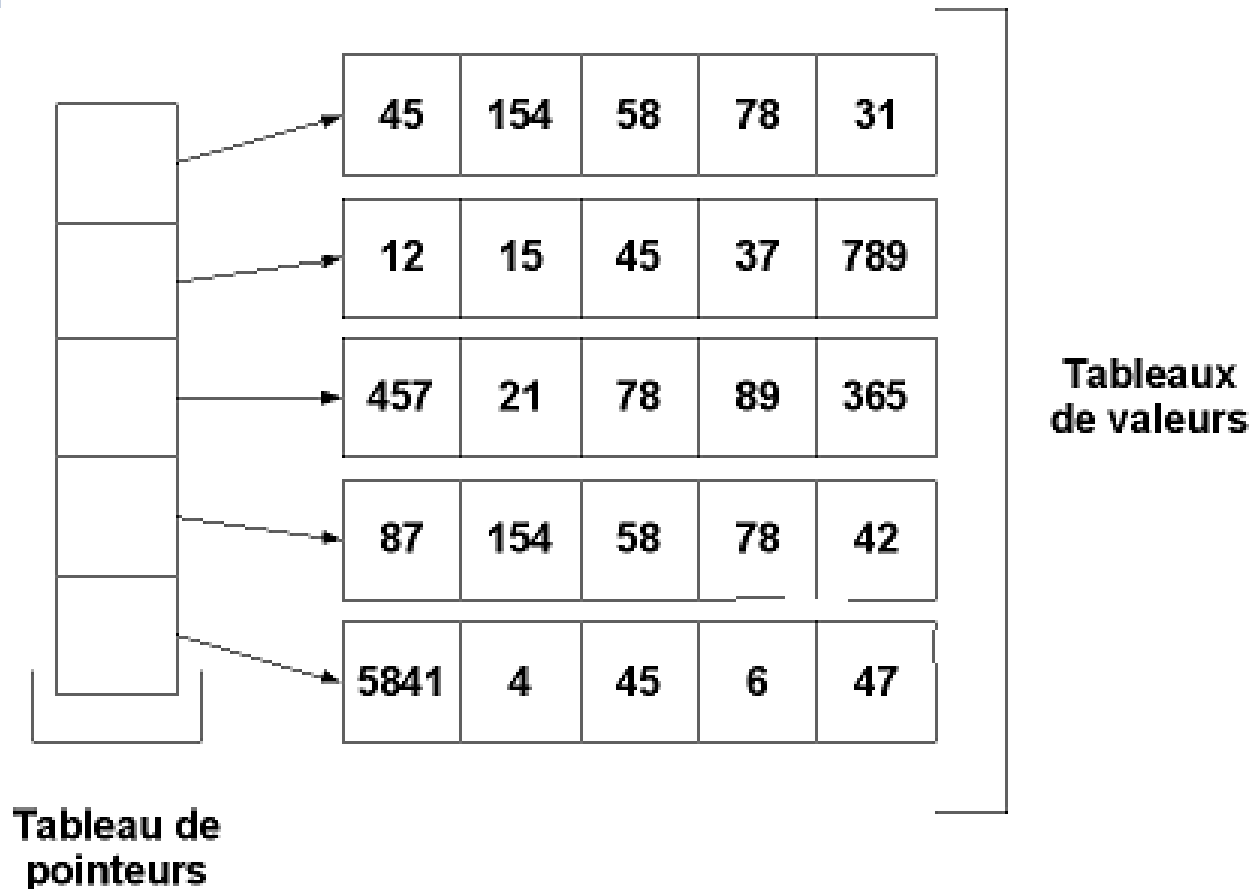 45 154 58 78 31
12 15 45 37 789
457 21 78 89 365
87 154 58 78 42
5841 4 45 6 47
Tableaux
de valeurs
Tableau de
pointeurs